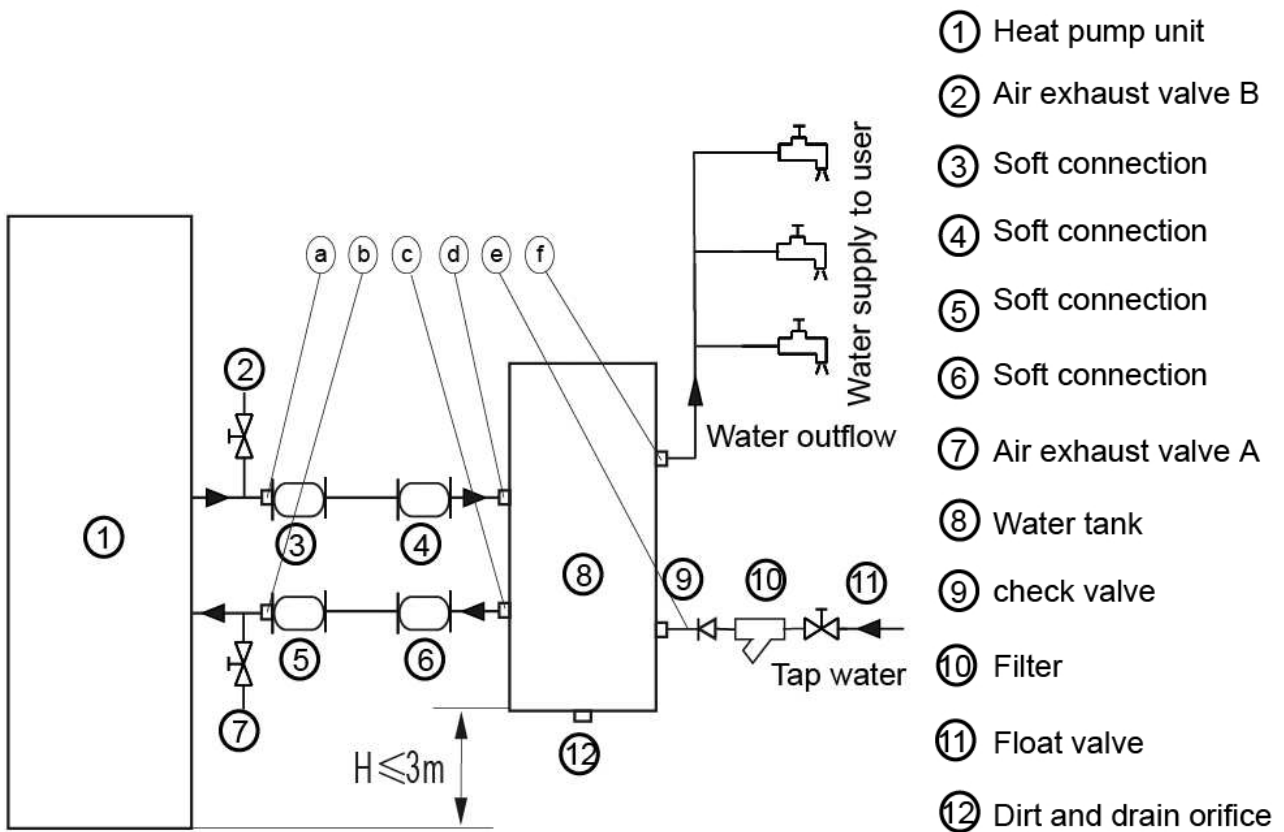 ① Heat pump unit
② Air exhaust valve B
③ Soft connection
④ Soft connection
⑤ Soft connection
⑥ Soft connection
⑦ Air exhaust valve A
⑧ Water tank
⑨ check valve
⑩ Filter
⑪ Float valve
⑫ Dirt and drain orifice
Water supply to user
a b c d e f
②
Water outflow
①
③ ④
⑧ ⑨ ⑩ ⑪
⑤ ⑥
Tap water
⑦
⑫
H≤3m